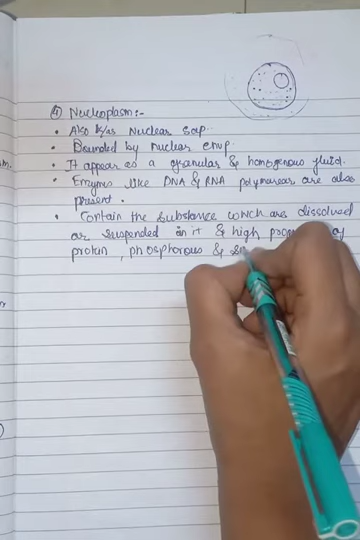 ④ Nucleoplasm:-
• Also k/as Nuclear sap.
• Bounded by nuclear envp.
• It appear as a granular & homogenous fluid.
• Enzymes like DNA & RNA polymerases are also
present.
• Contain the substance which are dissolved
or suspended in it & high
protein, phosphorous &